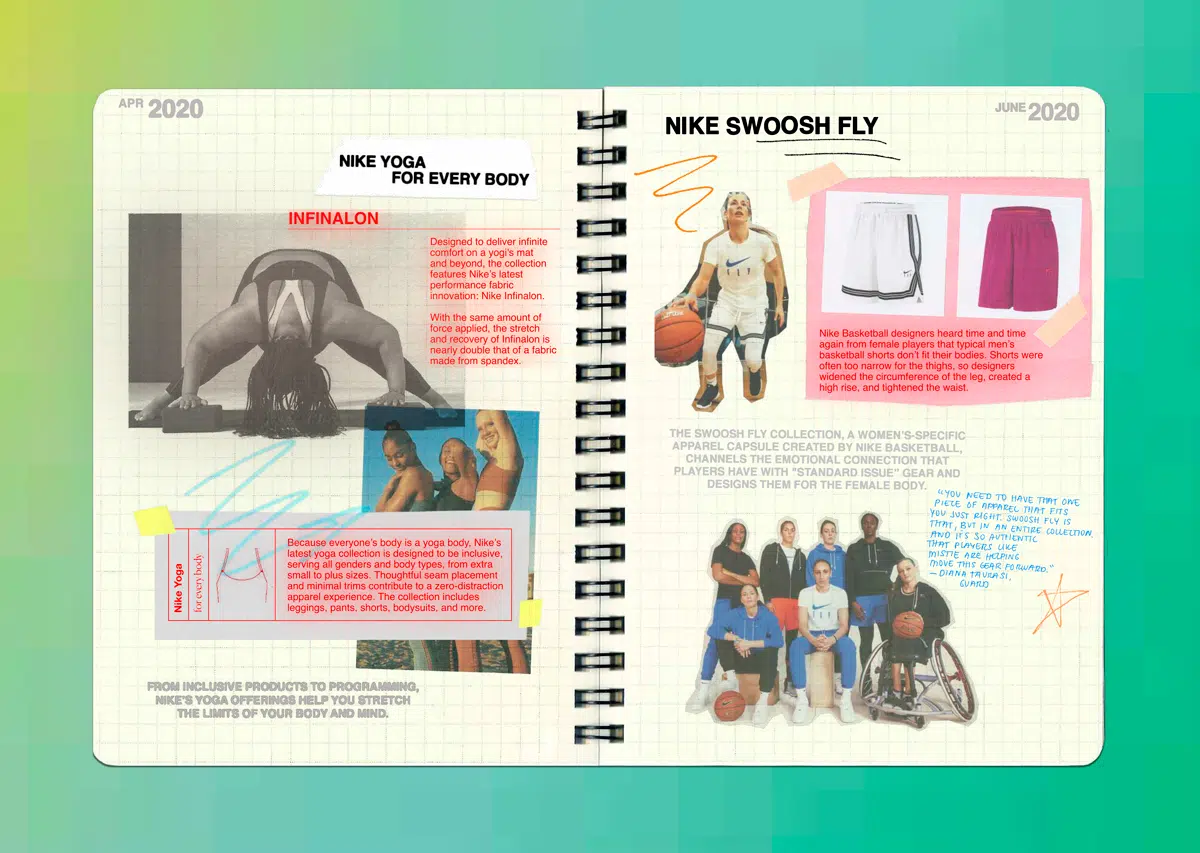 APR 2020
NIKE YOGA
FOR EVERY BODY
INFINALON
Designed to deliver infinite
comfort on a yogi's mat
and beyond, the collection
features Nike's latest
performance fabric
innovation: Nike Infinalon.
With the same amount of
force applied, the stretch
and recovery of Infinalon is
nearly double that of a fabric
made from spandex.
Nike Yoga
for every body
Because everyone's body is a yoga body, Nike's
latest yoga collection is designed to be inclusive,
serving all genders and body types, from extra
small to plus sizes. Thoughtful seam placement
and minimal trims contribute to a zero-distraction
apparel experience. The collection includes
leggings, pants, shorts, bodysuits, and more.
FROM INCLUSIVE PRODUCTS TO PROGRAMMING,
NIKE'S YOGA OFFERINGS HELP YOU STRETCH
THE LIMITS OF YOUR BODY AND MIND.
JUNE 2020
NIKE SWOOSH FLY
FLY
Nike Basketball designers heard time and time
again from female players that typical men's
basketball shorts don't fit their bodies. Shorts were
often too narrow for the thighs, so designers
widened the circumference of the leg, created a
high rise, and tightened the waist.
THE SWOOSH FLY COLLECTION, A WOMEN'S-SPECIFIC
APPAREL CAPSULE CREATED BY NIKE BASKETBALL,
CHANNELS THE EMOTIONAL CONNECTION THAT
PLAYERS HAVE WITH "STANDARD ISSUE" GEAR AND
DESIGNS THEM FOR THE FEMALE BODY.
"YOU NEED TO HAVE THAT ONE
PIECE OF APPAREL THAT FITS
YOU JUST RIGHT. SWOOSH FLY IS
THAT, BUT IN AN ENTIRE COLLECTION.
AND IT'S SO AUTHENTIC
THAT PLAYERS LIKE
MISTIE ARE HELPING
MOVE THIS GEAR FORWARD."
— DIANA TAURASI,
GUARD